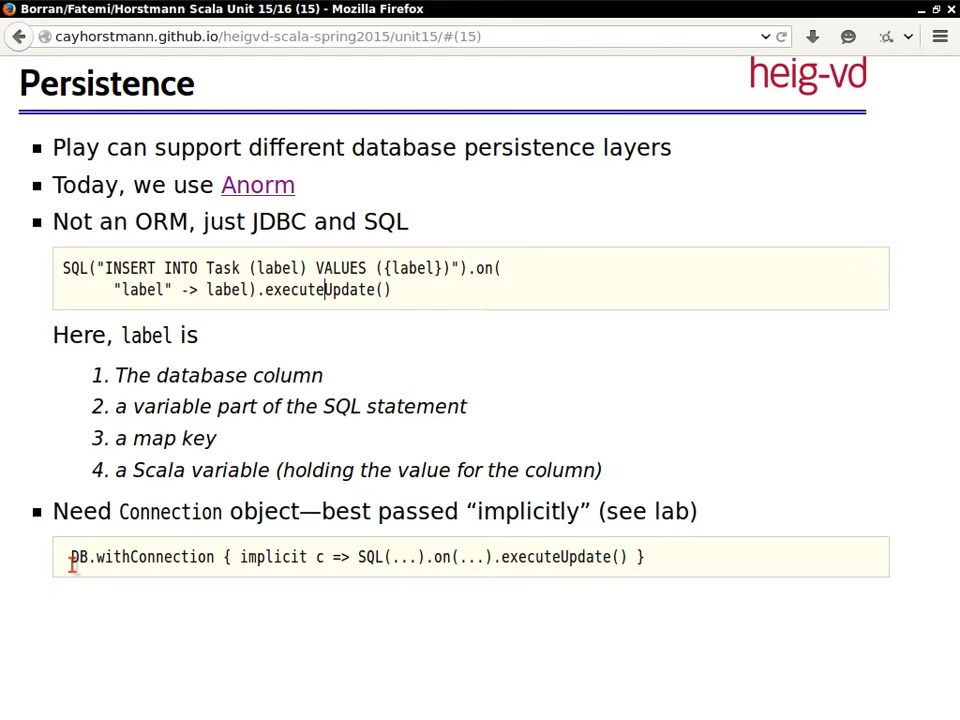 Borran/Fatemi/Horstmann Scala Unit 15/16 (15) - Mozilla Firefox
cayhorstmann.github.io/heigvd-scala-spring2015/unit15/#(15)
Persistence
heig-vd
Play can support different database persistence layers
Today, we use Anorm
Not an ORM, just JDBC and SQL
SQL("INSERT INTO Task (label) VALUES ({label})").on(
"label" -> label).executeUpdate()
Here, label is
1. The database column
2. a variable part of the SQL statement
3. a map key
4. a Scala variable (holding the value for the column)
Need Connection object—best passed “implicitly” (see lab)
DB.withConnection { implicit c => SQL(...).on(...).executeUpdate() }